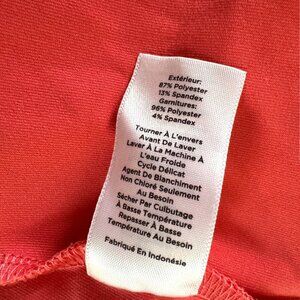 Extérieur:
87% Polyester
13% Spandex
Garnitures:
96% Polyester
4% Spandex
Tourner À L'envers
Avant De Laver
Laver À La Machine À
L'eau Froide
Cycle Délicat
Agent De Blanchiment
Non Chloré Seulement
Au Besoin
Sécher Par Culbutage
À Basse Température
Repasser À Basse
Température Au Besoin
Fabriqué En Indonésie